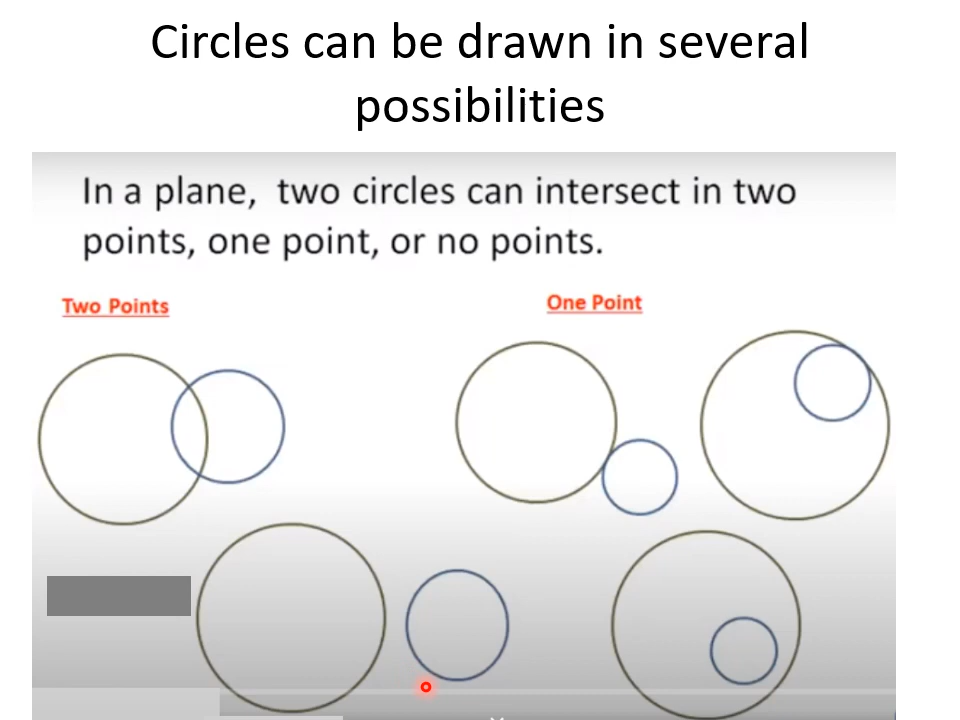 Circles can be drawn in several
possibilities
In a plane, two circles can intersect in two
points, one point, or no points.
Two Points
One Point